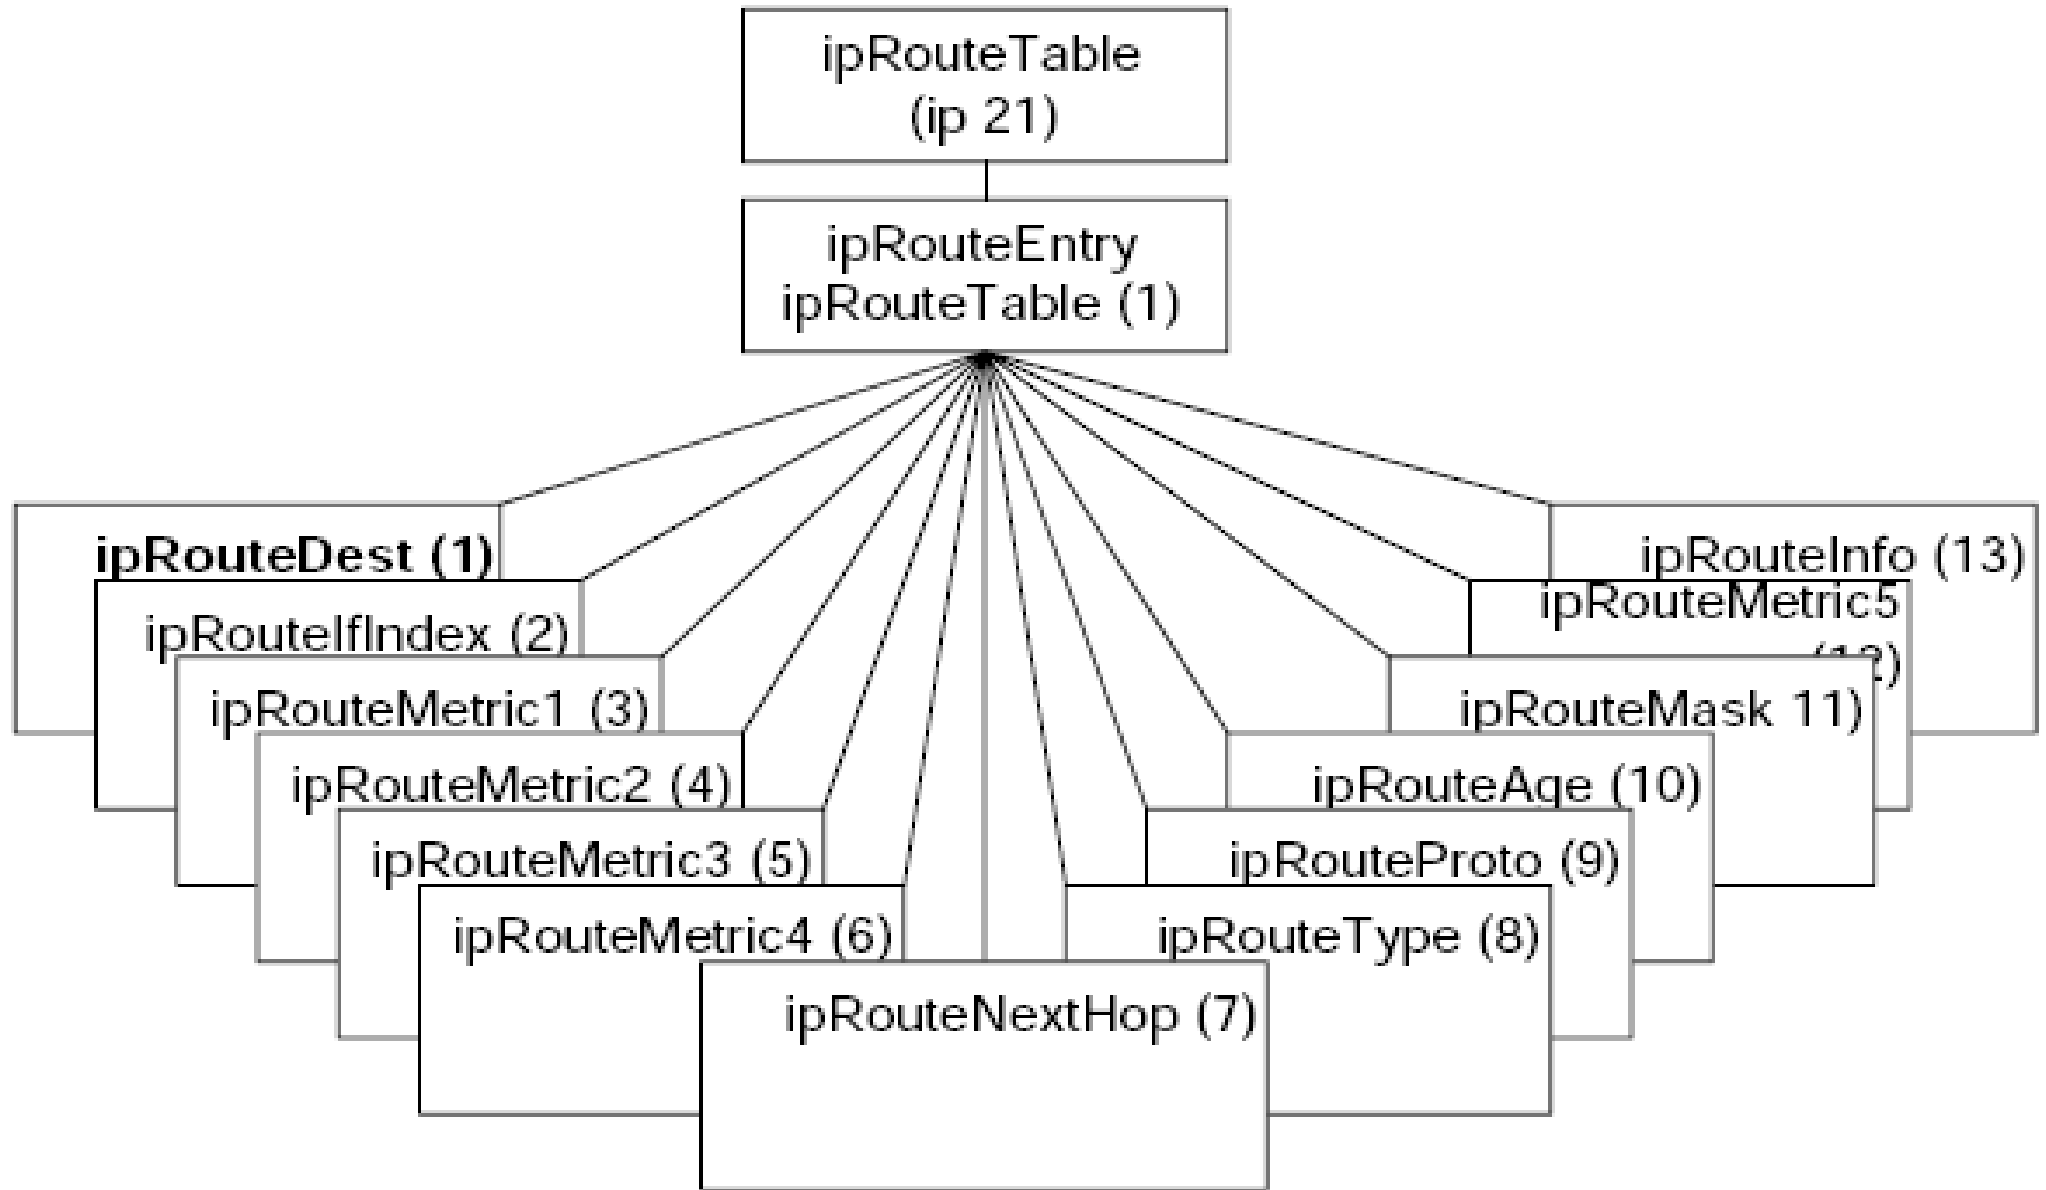 ipRouteTable
(ip 21)
ipRouteEntry
ipRouteTable (1)
ipRouteDest (1)
ipRouteIfIndex (2)
ipRouteMetric1 (3)
ipRouteMetric2 (4)
ipRouteMetric3 (5)
ipRouteMetric4 (6)
ipRouteNextHop (7)
ipRouteType (8)
ipRouteProto (9)
ipRouteAge (10)
ipRouteMask 11)
ipRouteMetric5
(12)
ipRouteInfo (13)